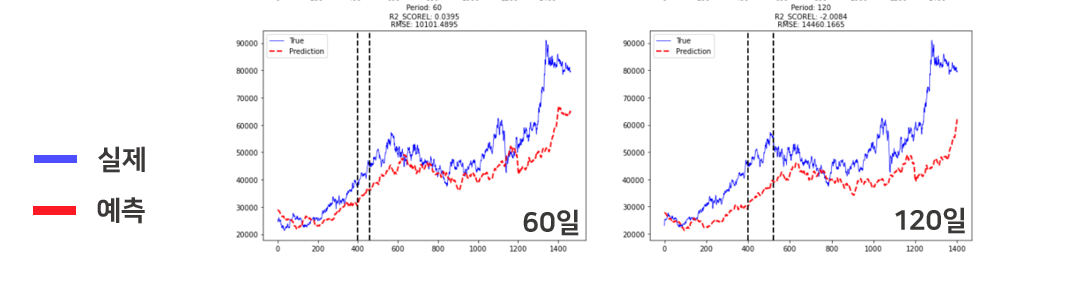 Period: 60
R2_SCOREL: 0.0395
RMSE: 10101.4895
True
Prediction
90000
80000
70000
60000
50000
40000
30000
20000
0 200 400 600 800 1000 1200 1400
60일
Period: 120
R2_SCOREL: -2.0084
RMSE: 14460.1665
True
Prediction
90000
80000
70000
60000
50000
40000
30000
20000
0 200 400 600 800 1000 1200 1400
120일
실제
예측